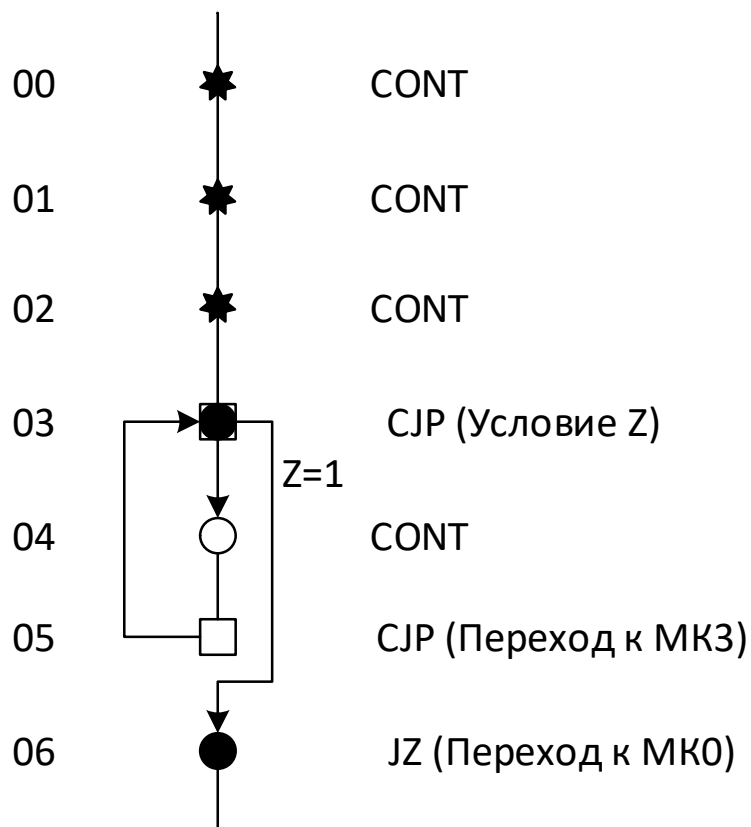 00 CONT
01 CONT
02 CONT
03 CJP (Условие Z)
Z=1
04 CONT
05 CJP (Переход к МК3)
06 JZ (Переход к МК0)